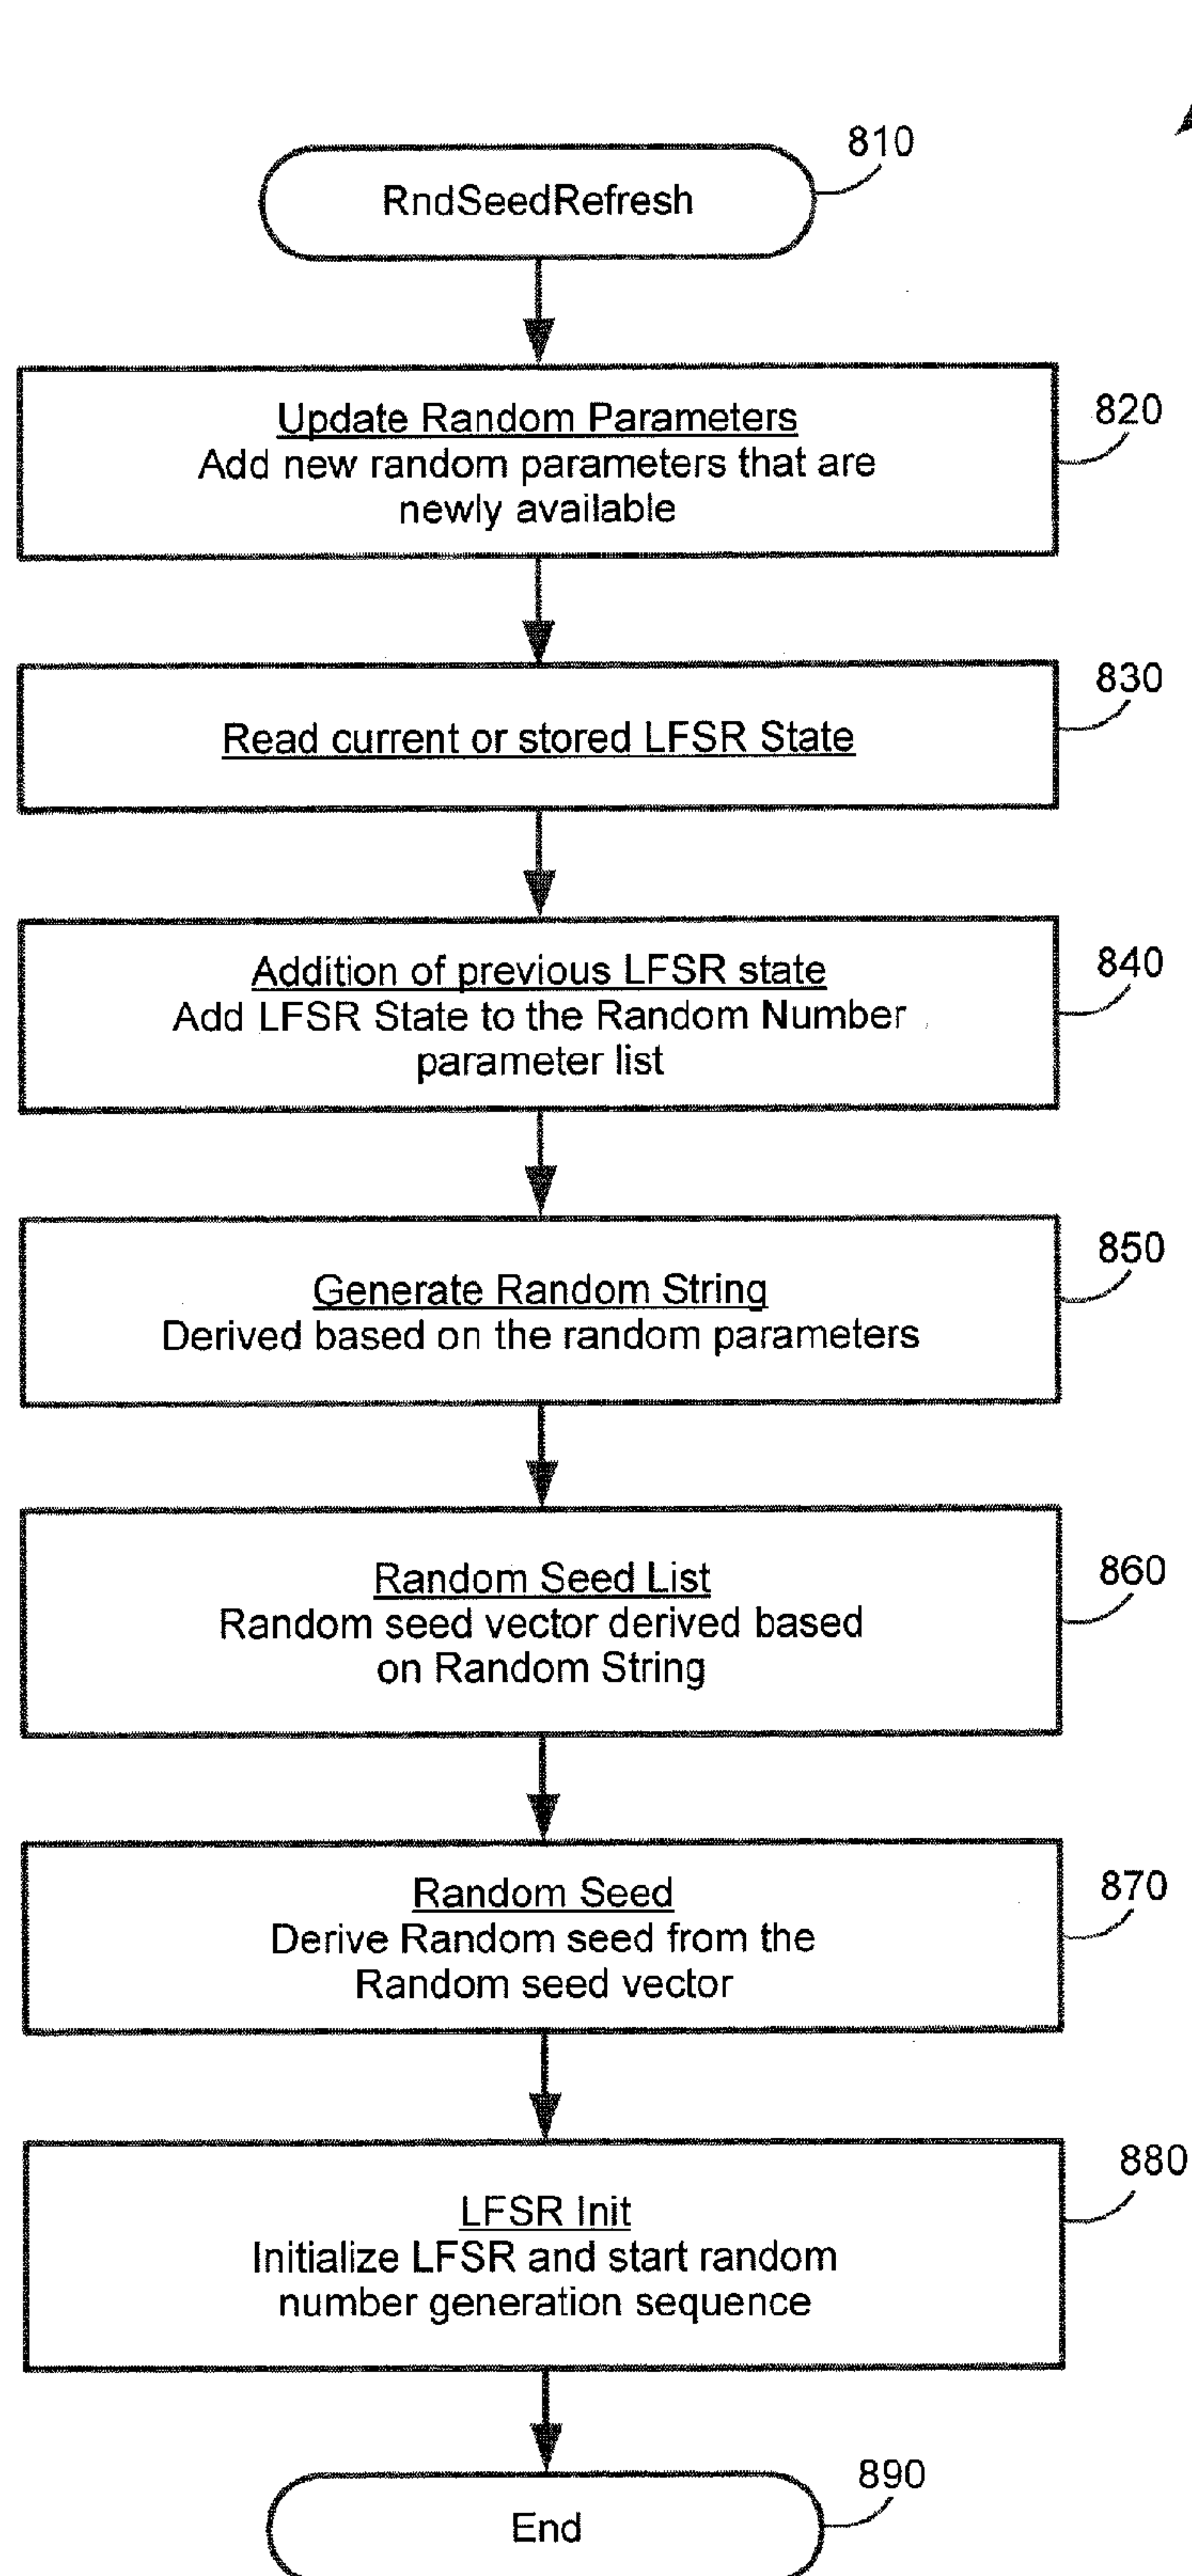 810
RndSeedRefresh
820
Update Random Parameters
Add new random parameters that are
newly available
830
Read current or stored LFSR State
840
Addition of previous LFSR state
Add LFSR State to the Random Number
parameter list
850
Generate Random String
Derived based on the random parameters
860
Random Seed List
Random seed vector derived based
on Random String
870
Random Seed
Derive Random seed from the
Random seed vector
880
LFSR Init
Initialize LFSR and start random
number generation sequence
890
End